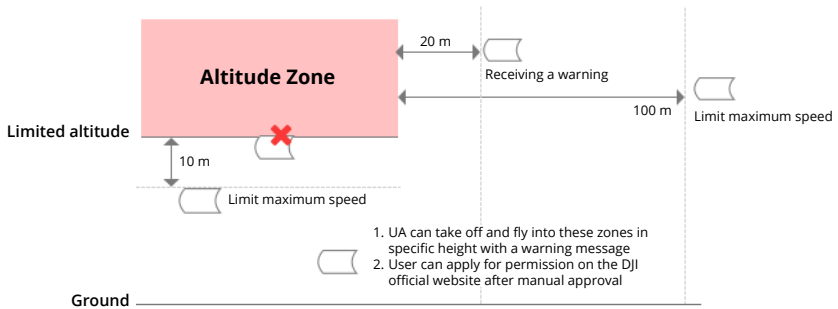 20 m
Altitude Zone
Receiving a warning
100 m
Limit maximum speed
Limited altitude
10 m
Limit maximum speed
1. UA can take off and fly into these zones in
specific height with a warning message
2. User can apply for permission on the DJI
official website after manual approval
Ground